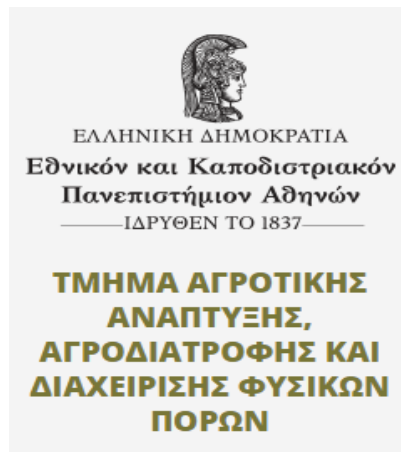 ΕΛΛΗΝΙΚΗ ΔΗΜΟΚΡΑΤΙΑ
Εθνικόν και Καποδιστριακόν
Πανεπιστήμιον Αθηνών
ΙΔΡΥΘΕΝ ΤΟ 1837
ΤΜΗΜΑ ΑΓΡΟΤΙΚΗΣ
ΑΝΑΠΤΥΞΗΣ,
ΑΓΡΟΔΙΑΤΡΟΦΗΣ ΚΑΙ
ΔΙΑΧΕΙΡΙΣΗΣ ΦΥΣΙΚΩΝ
ΠΟΡΩΝ